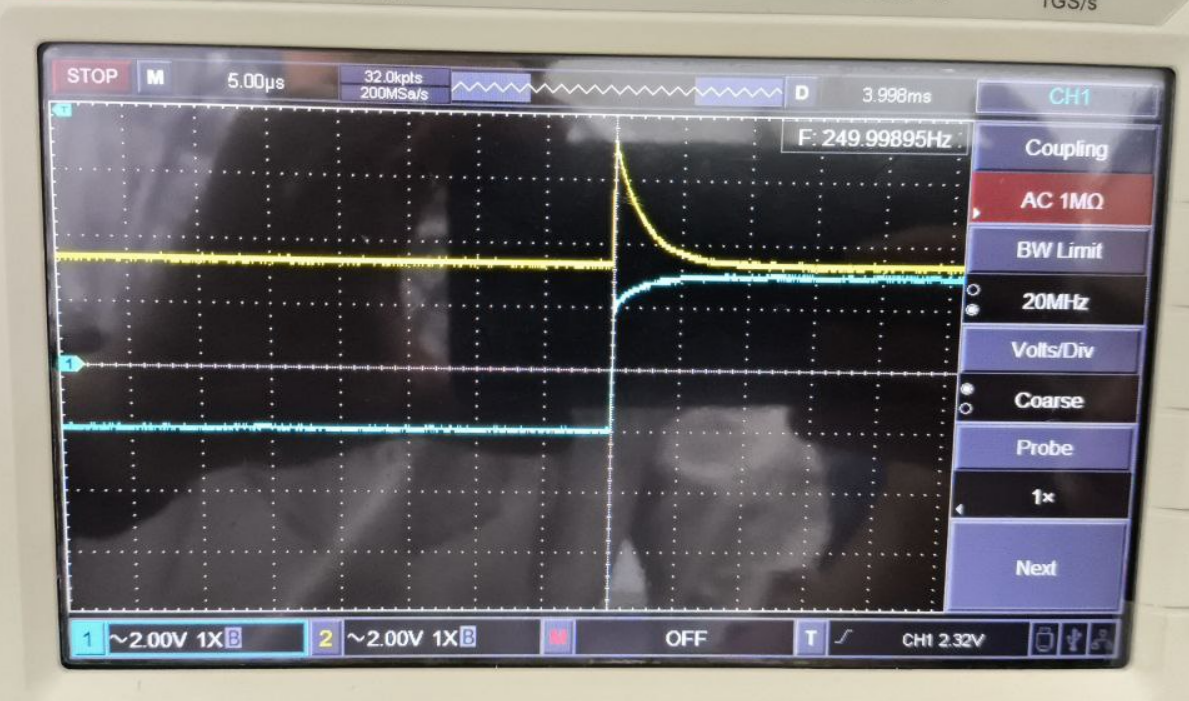 1GS/s
STOP M 5.00μs 32.0kpts D 3.998ms CH1
200MSa/s
T
F: 249.99895Hz
Coupling
AC 1MΩ
BW Limit
20MHz
Volts/Div
1
Coarse
Probe
1×
Next
1 ~2.00V 1X B 2 ~2.00V 1X B M OFF T CH1 2.32V